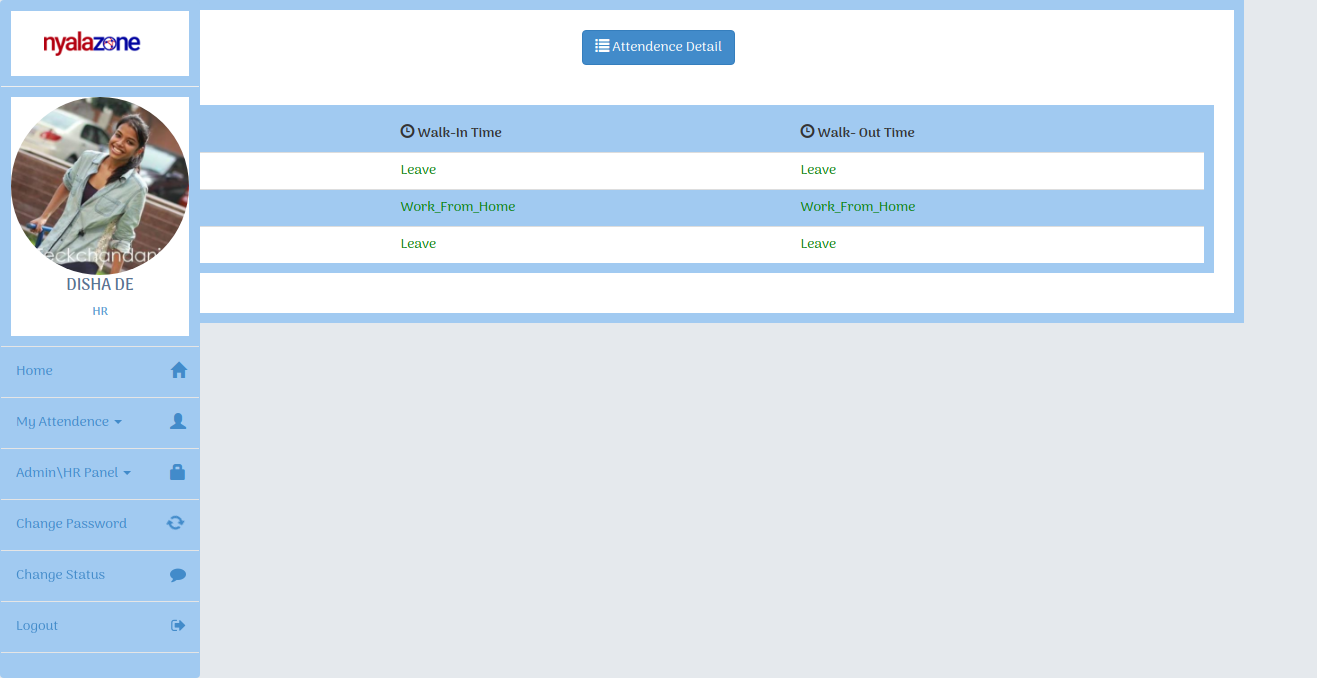 nyalazone
Attendence Detail
Walk-In Time Walk- Out Time
Leave Leave
Work_From_Home Work_From_Home
Leave Leave
eckchandani
DISHA DE
HR
Home
My Attendence
Admin\HR Panel
Change Password
Change Status
Logout